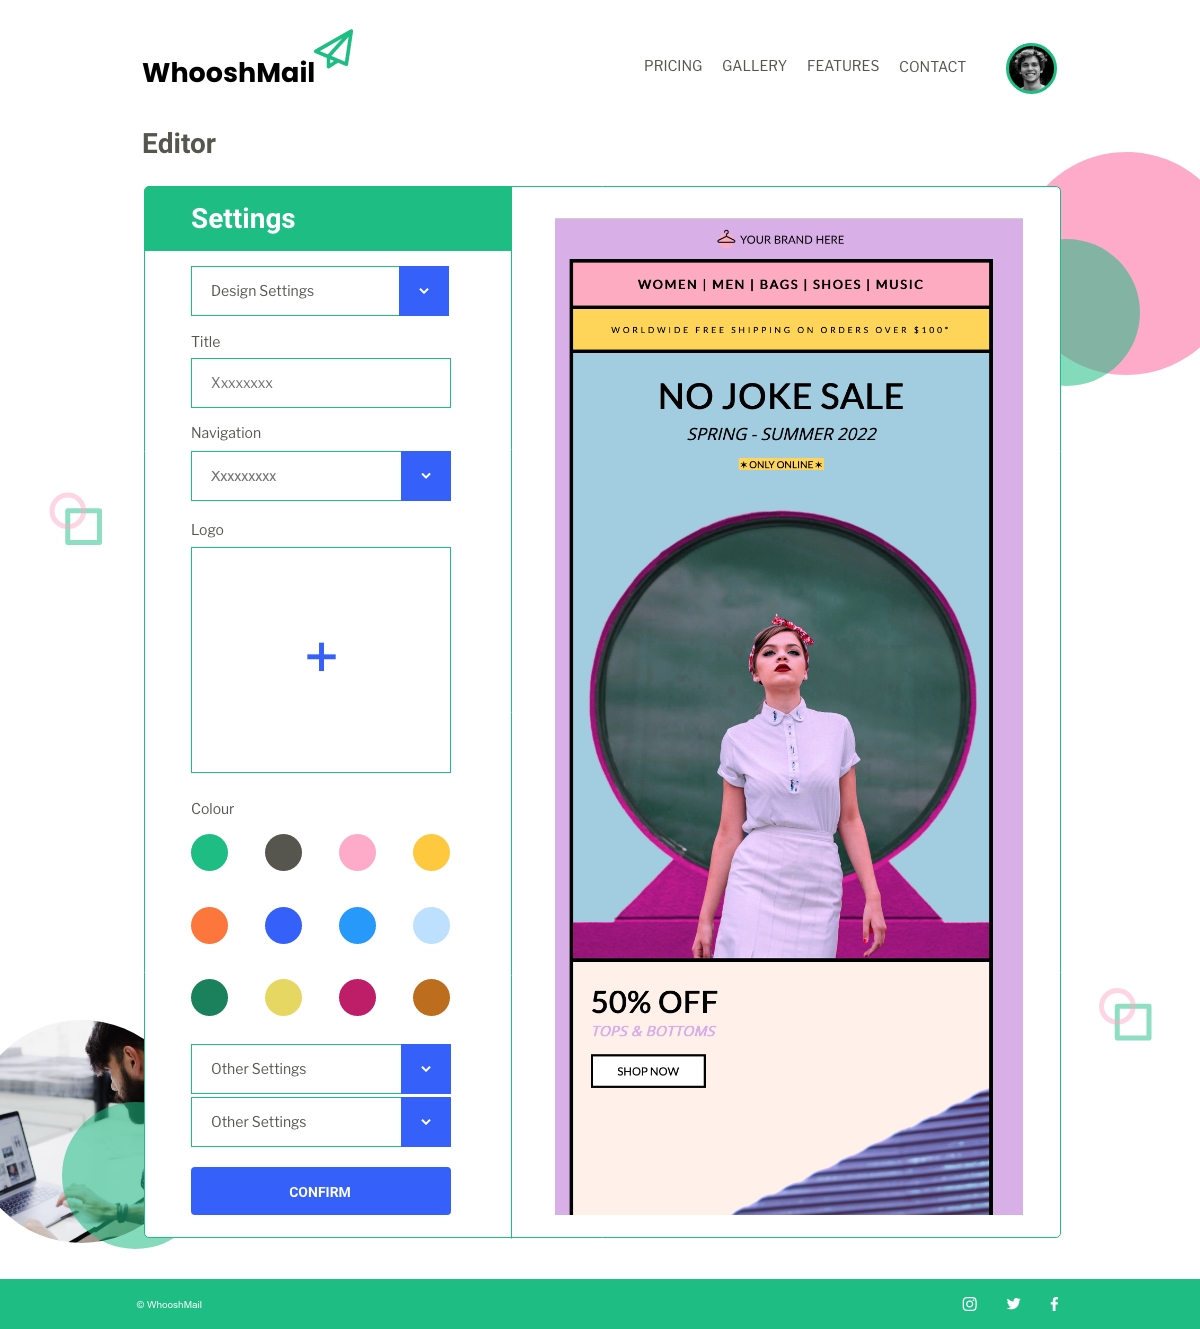 WhooshMail
PRICING GALLERY FEATURES CONTACT
Editor
Settings
Design Settings
Title
Xxxxxxxx
Navigation
Xxxxxxxxx
Logo
Colour
Other Settings
Other Settings
CONFIRM
YOUR BRAND HERE
WOMEN | MEN | BAGS | SHOES | MUSIC
WORLDWIDE FREE SHIPPING ON ORDERS OVER $100*
NO JOKE SALE
SPRING - SUMMER 2022
✶ONLY ONLINE✶
50% OFF
TOPS & BOTTOMS
SHOP NOW
© WhooshMail